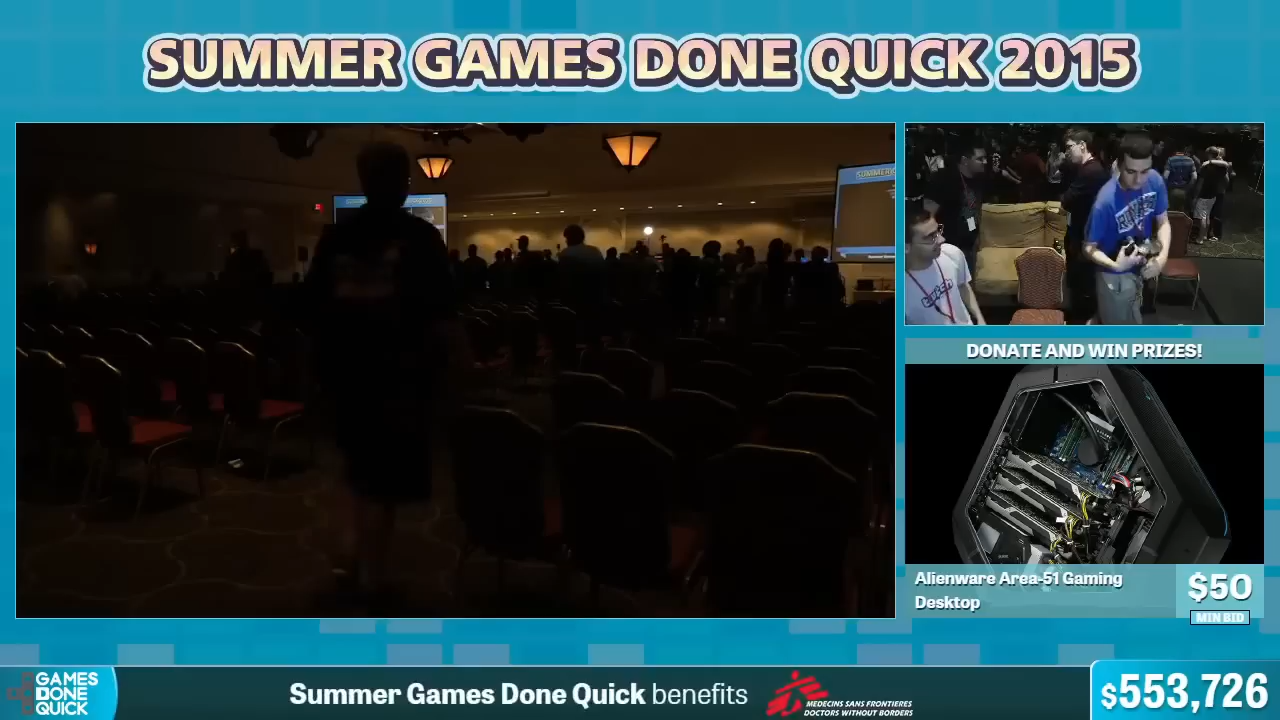 SUMMER GAMES DONE QUICK 2015
DONATE AND WIN PRIZES!
Alienware Area-51 Gaming
Desktop
$50
MIN BID
GAMES
DONE
QUICK
Summer Games Done Quick benefits
MEDECINS SANS FRONTIERES
DOCTORS WITHOUT BORDERS
$553,726